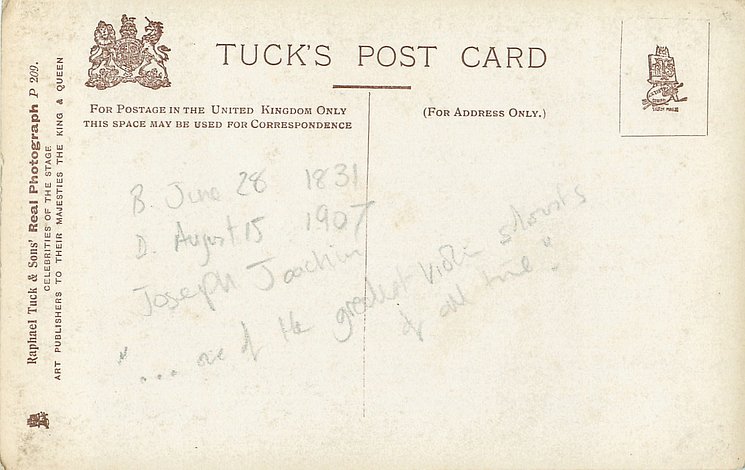 TUCK'S POST CARD
FOR POSTAGE IN THE UNITED KINGDOM ONLY
THIS SPACE MAY BE USED FOR CORRESPONDENCE
(FOR ADDRESS ONLY.)
Raphael Tuck & Sons' Real Photograph P 209.
CELEBRITIES OF THE STAGE
ART PUBLISHERS TO THEIR MAJESTIES THE KING & QUEEN
B. June 28 1831
D. August 15 1907
Joseph Joachim
"... one of the greatest violin
of all time".